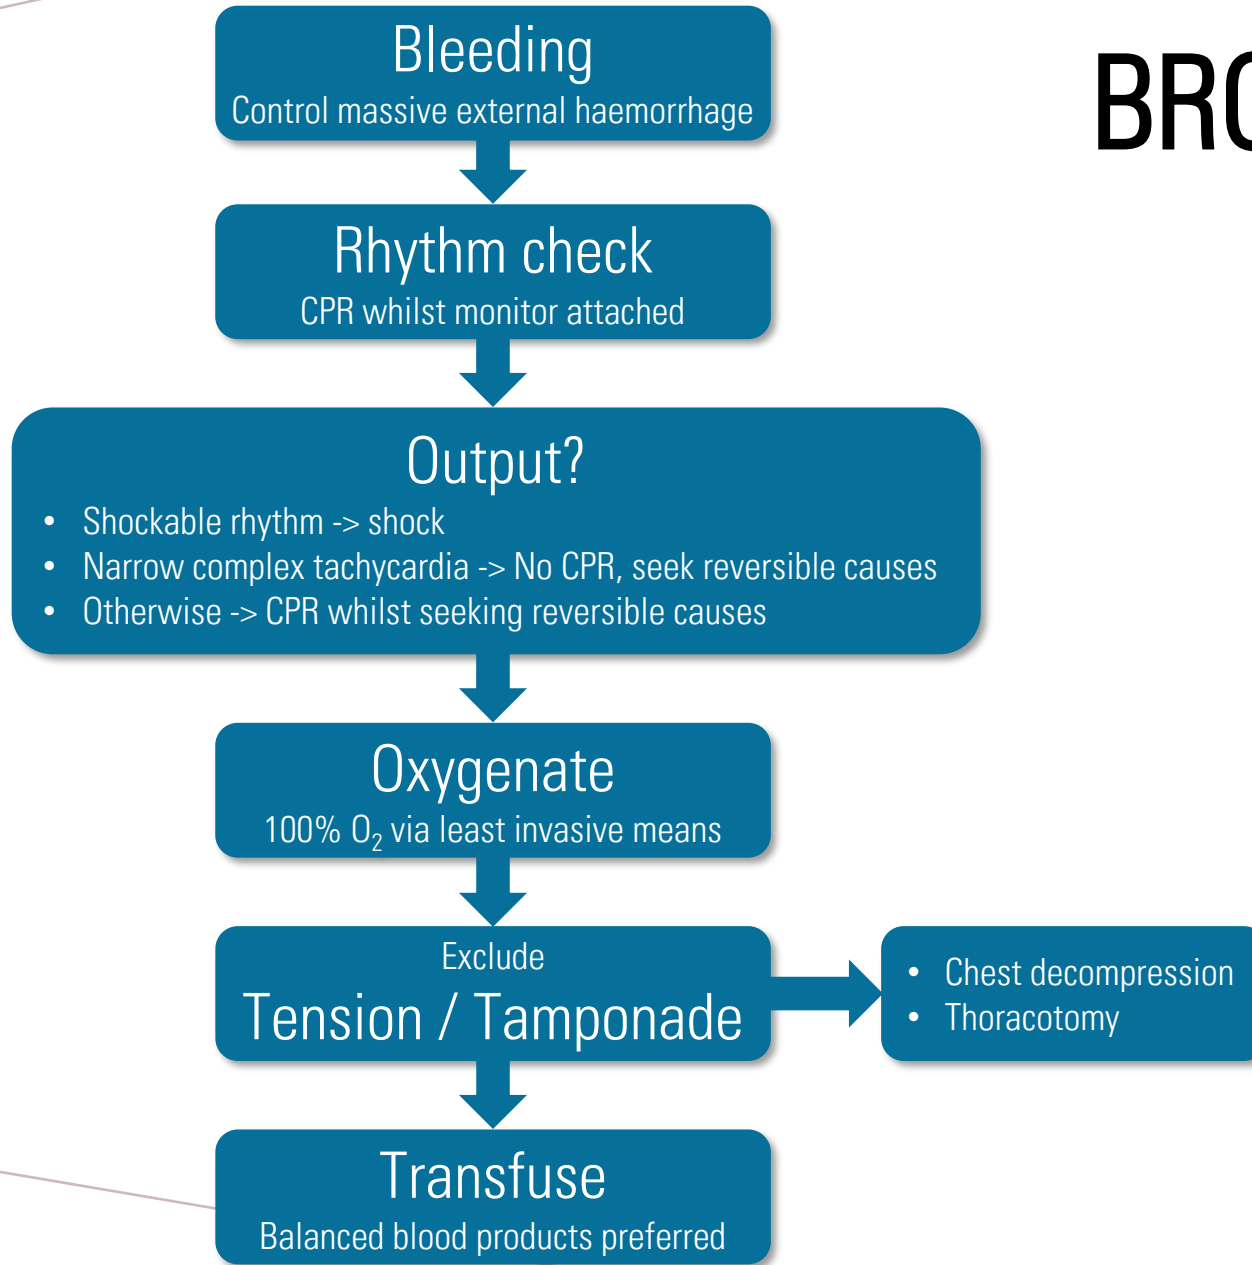 BRO
Bleeding
Control massive external haemorrhage
Rhythm check
CPR whilst monitor attached
Output?
• Shockable rhythm -> shock
• Narrow complex tachycardia -> No CPR, seek reversible causes
• Otherwise -> CPR whilst seeking reversible causes
Oxygenate
100% O₂ via least invasive means
Exclude
Tension / Tamponade
• Chest decompression
• Thoracotomy
Transfuse
Balanced blood products preferred